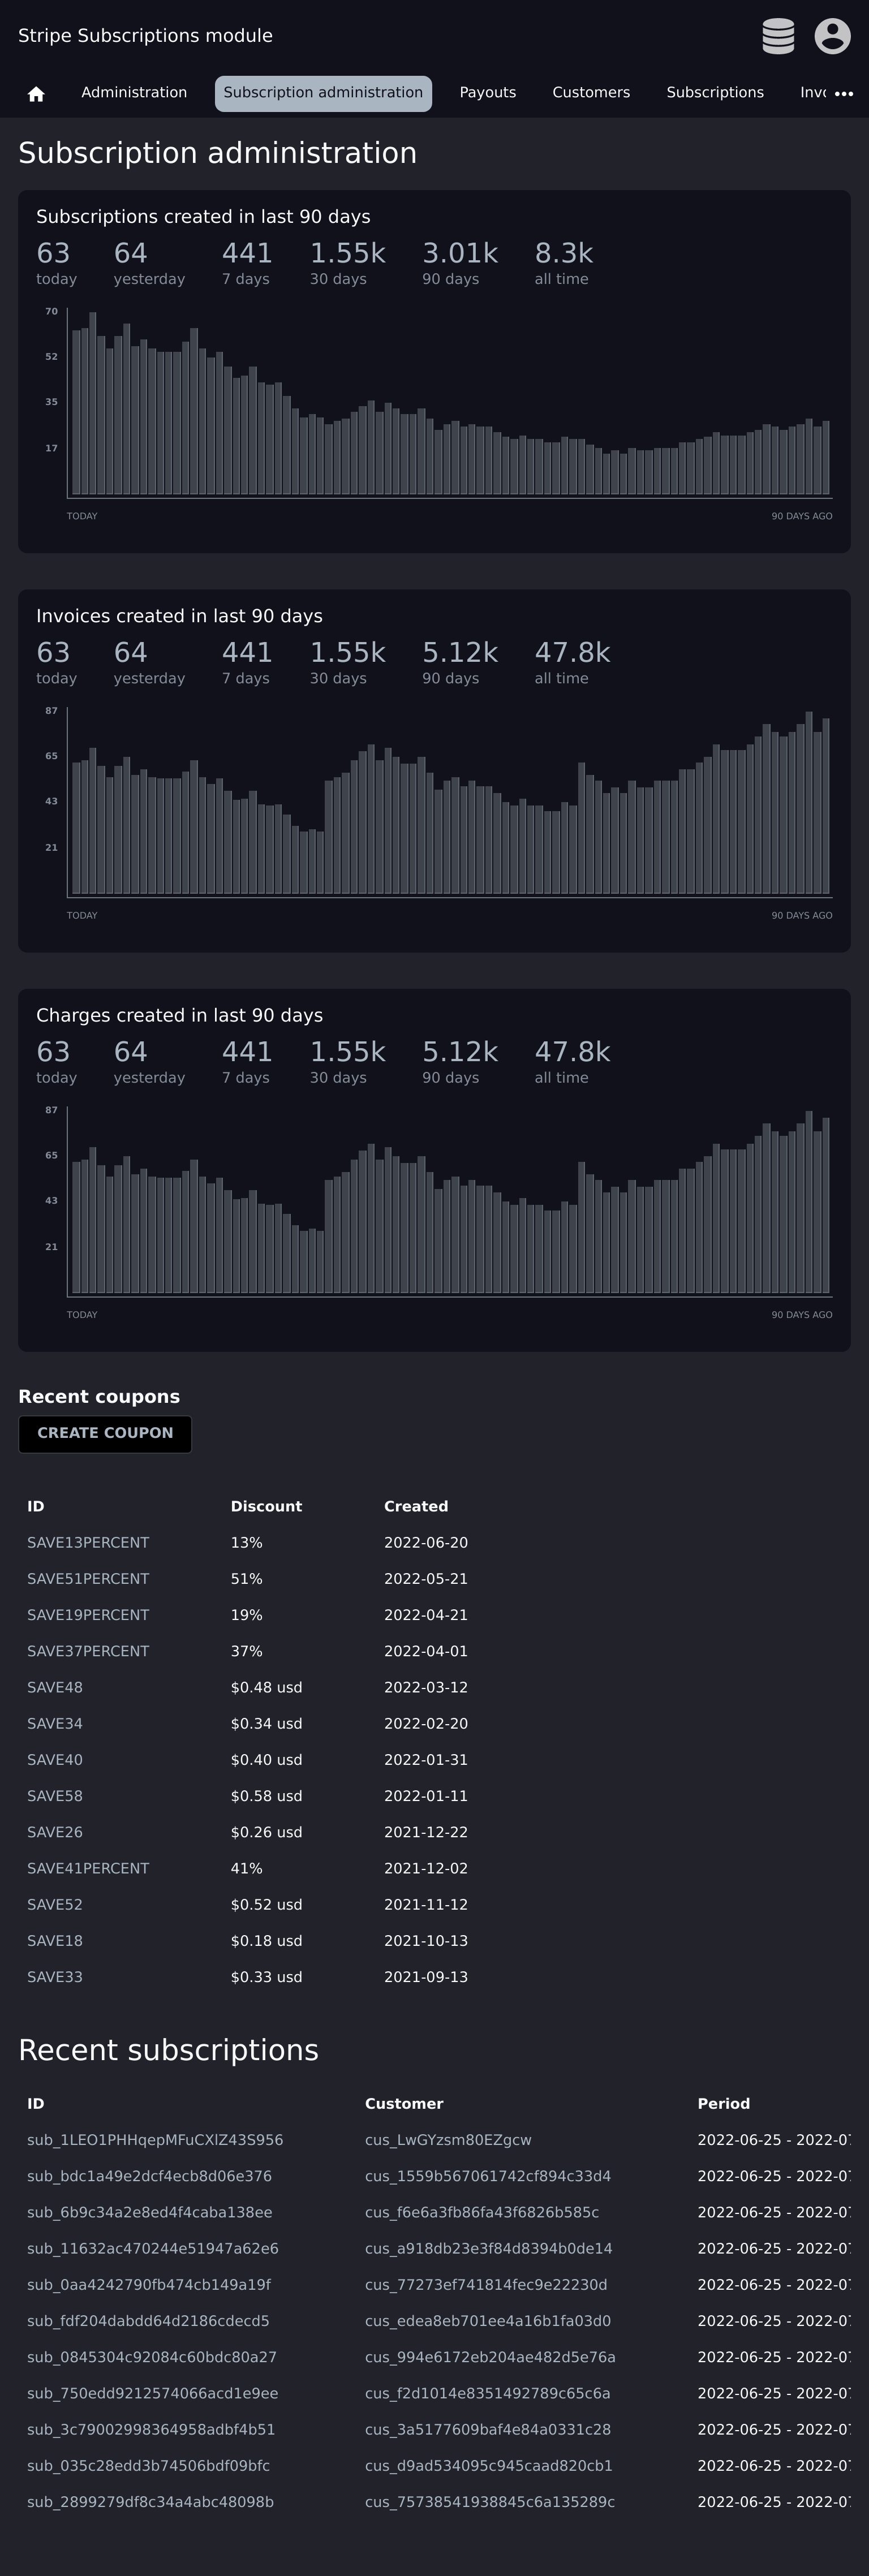 Stripe Subscriptions module
Administration Subscription administration Payouts Customers Subscriptions
Subscription administration
Subscriptions created in last 90 days
63 64 441 1.55k 3.01k 8.3k
today yesterday 7 days 30 days 90 days all time
70
52
35
17
TODAY 90 DAYS AGO
Invoices created in last 90 days
63 64 441 1.55k 5.12k 47.8k
today yesterday 7 days 30 days 90 days all time
87
65
43
21
TODAY 90 DAYS AGO
Charges created in last 90 days
63 64 441 1.55k 5.12k 47.8k
today yesterday 7 days 30 days 90 days all time
87
65
43
21
TODAY 90 DAYS AGO
Recent coupons
CREATE COUPON
ID Discount Created
SAVE13PERCENT 13% 2022-06-20
SAVE51PERCENT 51% 2022-05-21
SAVE19PERCENT 19% 2022-04-21
SAVE37PERCENT 37% 2022-04-01
SAVE48 $0.48 usd 2022-03-12
SAVE34 $0.34 usd 2022-02-20
SAVE40 $0.40 usd 2022-01-31
SAVE58 $0.58 usd 2022-01-11
SAVE26 $0.26 usd 2021-12-22
SAVE41PERCENT 41% 2021-12-02
SAVE52 $0.52 usd 2021-11-12
SAVE18 $0.18 usd 2021-10-13
SAVE33 $0.33 usd 2021-09-13
Recent subscriptions
ID Customer Period
sub_1LEO1PHHqepMFuCXlZ43S956 cus_LwGYzsm80EZgcw 2022-06-25 - 2022-07
sub_bdc1a49e2dcf4ecb8d06e376 cus_1559b567061742cf894c33d4 2022-06-25 - 2022-07
sub_6b9c34a2e8ed4f4caba138ee cus_f6e6a3fb86fa43f6826b585c 2022-06-25 - 2022-07
sub_11632ac470244e51947a62e6 cus_a918db23e3f84d8394b0de14 2022-06-25 - 2022-07
sub_0aa4242790fb474cb149a19f cus_77273ef741814fec9e22230d 2022-06-25 - 2022-07
sub_fdf204dabdd64d2186cdecd5 cus_edea8eb701ee4a16b1fa03d0 2022-06-25 - 2022-07
sub_0845304c92084c60bdc80a27 cus_994e6172eb204ae482d5e76a 2022-06-25 - 2022-07
sub_750edd9212574066acd1e9ee cus_f2d1014e8351492789c65c6a 2022-06-25 - 2022-07
sub_3c79002998364958adbf4b51 cus_3a5177609baf4e84a0331c28 2022-06-25 - 2022-07
sub_035c28edd3b74506bdf09bfc cus_d9ad534095c945caad820cb1 2022-06-25 - 2022-07
sub_2899279df8c34a4abc48098b cus_75738541938845c6a135289c 2022-06-25 - 2022-07